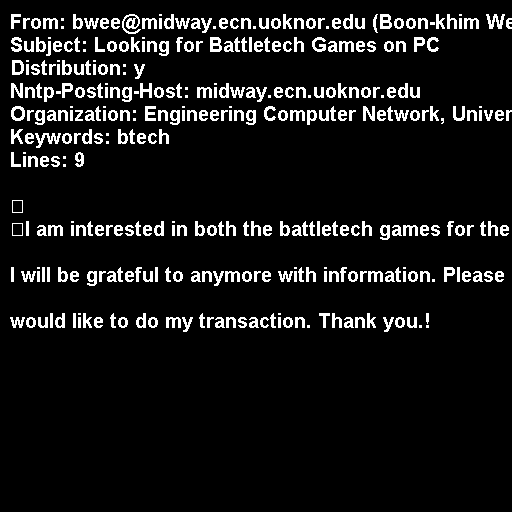 From: bwee@midway.ecn.uoknor.edu (Boon-khim We
Subject: Looking for Battletech Games on PC
Distribution: y
Nntp-Posting-Host: midway.ecn.uoknor.edu
Organization: Engineering Computer Network, Univer
Keywords: btech
Lines: 9
I am interested in both the battletech games for the
I will be grateful to anymore with information. Please
would like to do my transaction. Thank you.!